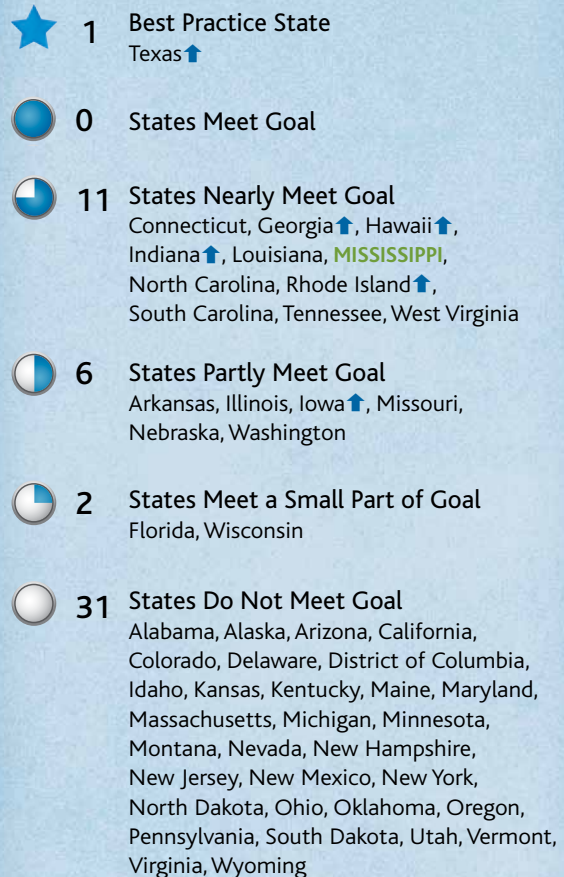 1 Best Practice State
Texas⬆
0 States Meet Goal
11 States Nearly Meet Goal
Connecticut, Georgia⬆, Hawaii⬆,
Indiana⬆, Louisiana, MISSISSIPPI,
North Carolina, Rhode Island⬆,
South Carolina, Tennessee, West Virginia
6 States Partly Meet Goal
Arkansas, Illinois, Iowa⬆, Missouri,
Nebraska, Washington
2 States Meet a Small Part of Goal
Florida, Wisconsin
31 States Do Not Meet Goal
Alabama, Alaska, Arizona, California,
Colorado, Delaware, District of Columbia,
Idaho, Kansas, Kentucky, Maine, Maryland,
Massachusetts, Michigan, Minnesota,
Montana, Nevada, New Hampshire,
New Jersey, New Mexico, New York,
North Dakota, Ohio, Oklahoma, Oregon,
Pennsylvania, South Dakota, Utah, Vermont,
Virginia, Wyoming